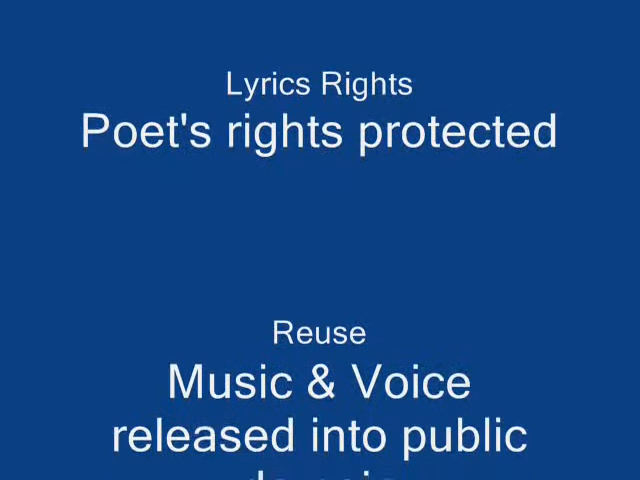 Lyrics Rights
Poet's rights protected
Reuse
Music & Voice
released into public